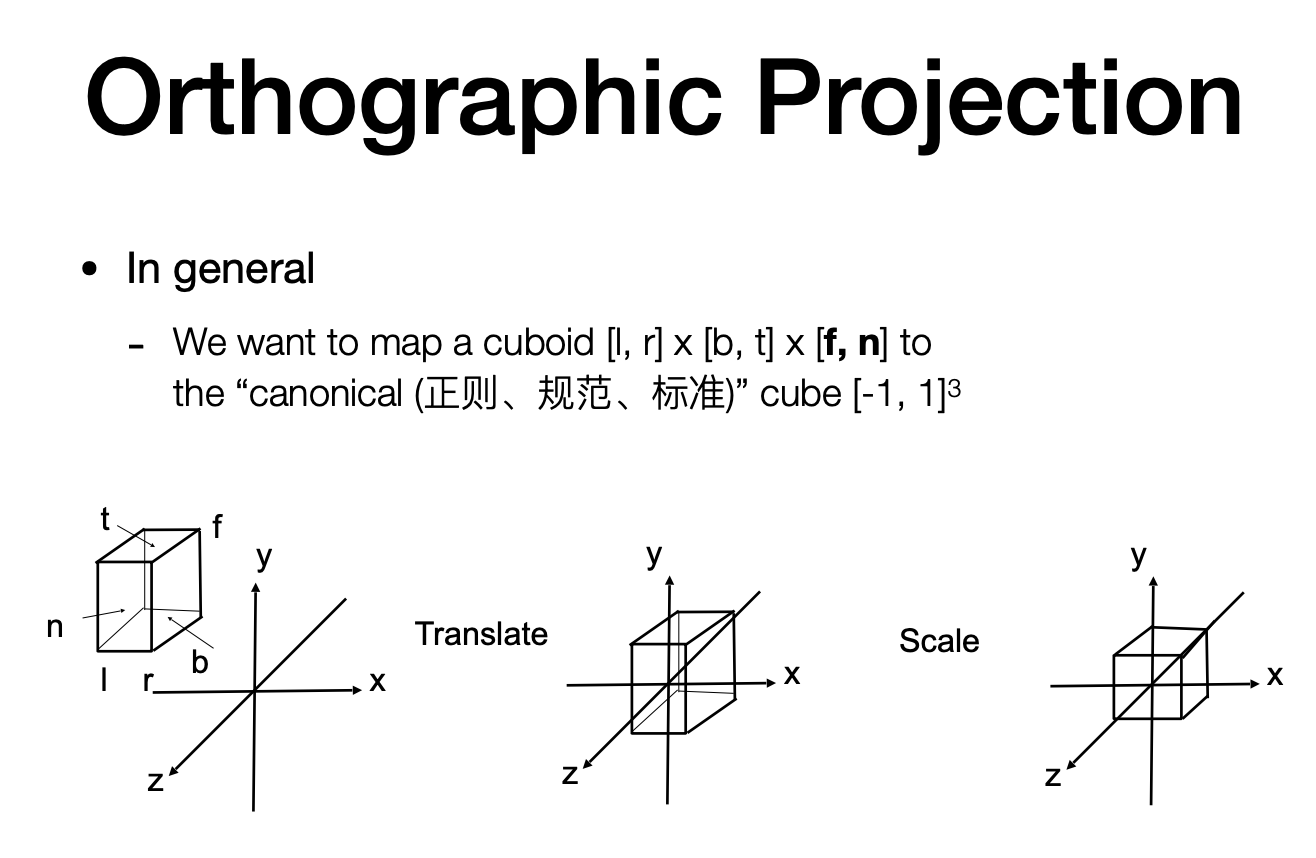 Orthographic Projection
• In general
- We want to map a cuboid [l, r] x [b, t] x [f, n] to
the “canonical (正则、规范、标准)” cube [-1, 1]³
t
f
n
l
r
b
y
x
z
Translate
y
x
z
Scale
y
x
z